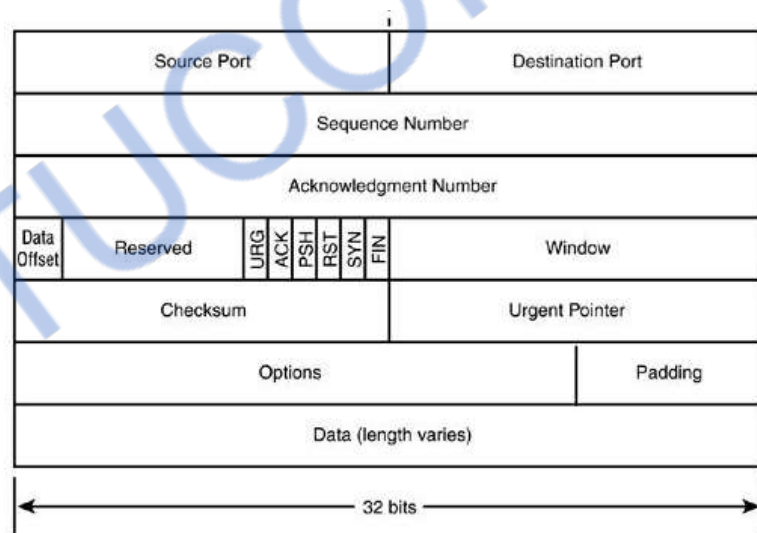 Source Port Destination Port
Sequence Number
Acknowledgment Number
Data Offset Reserved URG ACK PSH RST SYN FIN Window
Checksum Urgent Pointer
Options Padding
Data (length varies)
32 bits
TUCO